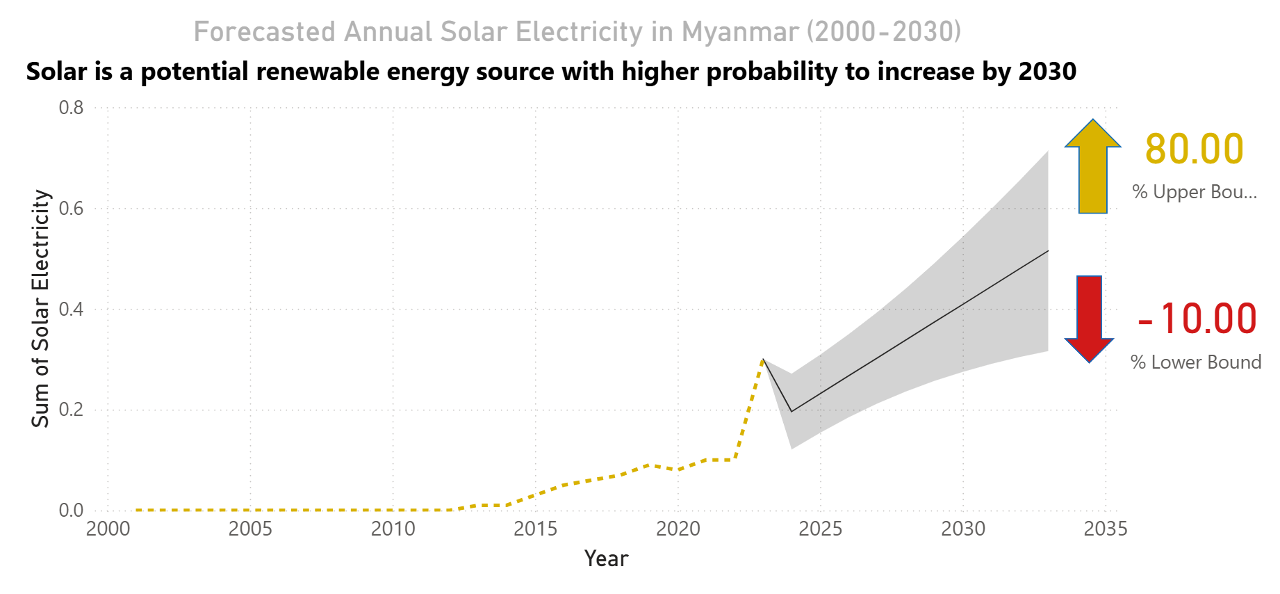 Forecasted Annual Solar Electricity in Myanmar (2000-2030)
Solar is a potential renewable energy source with higher probability to increase by 2030
0.8
0.6
0.4
0.2
0.0
Sum of Solar Electricity
2000 2005 2010 2015 2020 2025 2030 2035
Year
80.00
% Upper Bou...
-10.00
% Lower Bound